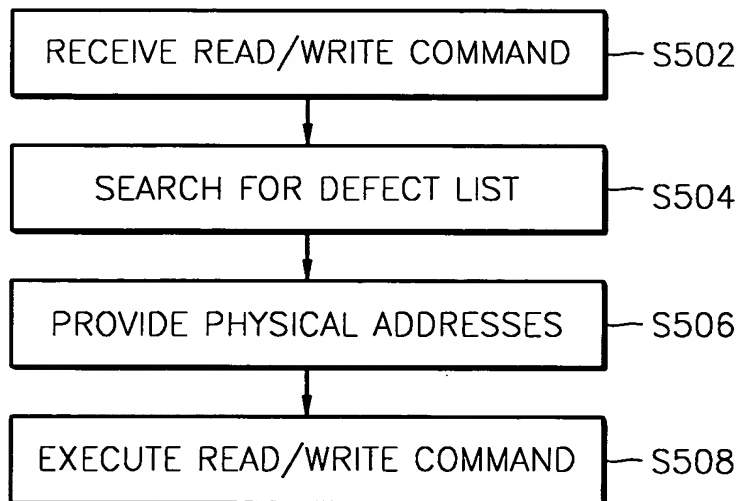 RECEIVE READ/WRITE COMMAND S502
SEARCH FOR DEFECT LIST S504
PROVIDE PHYSICAL ADDRESSES S506
EXECUTE READ/WRITE COMMAND S508